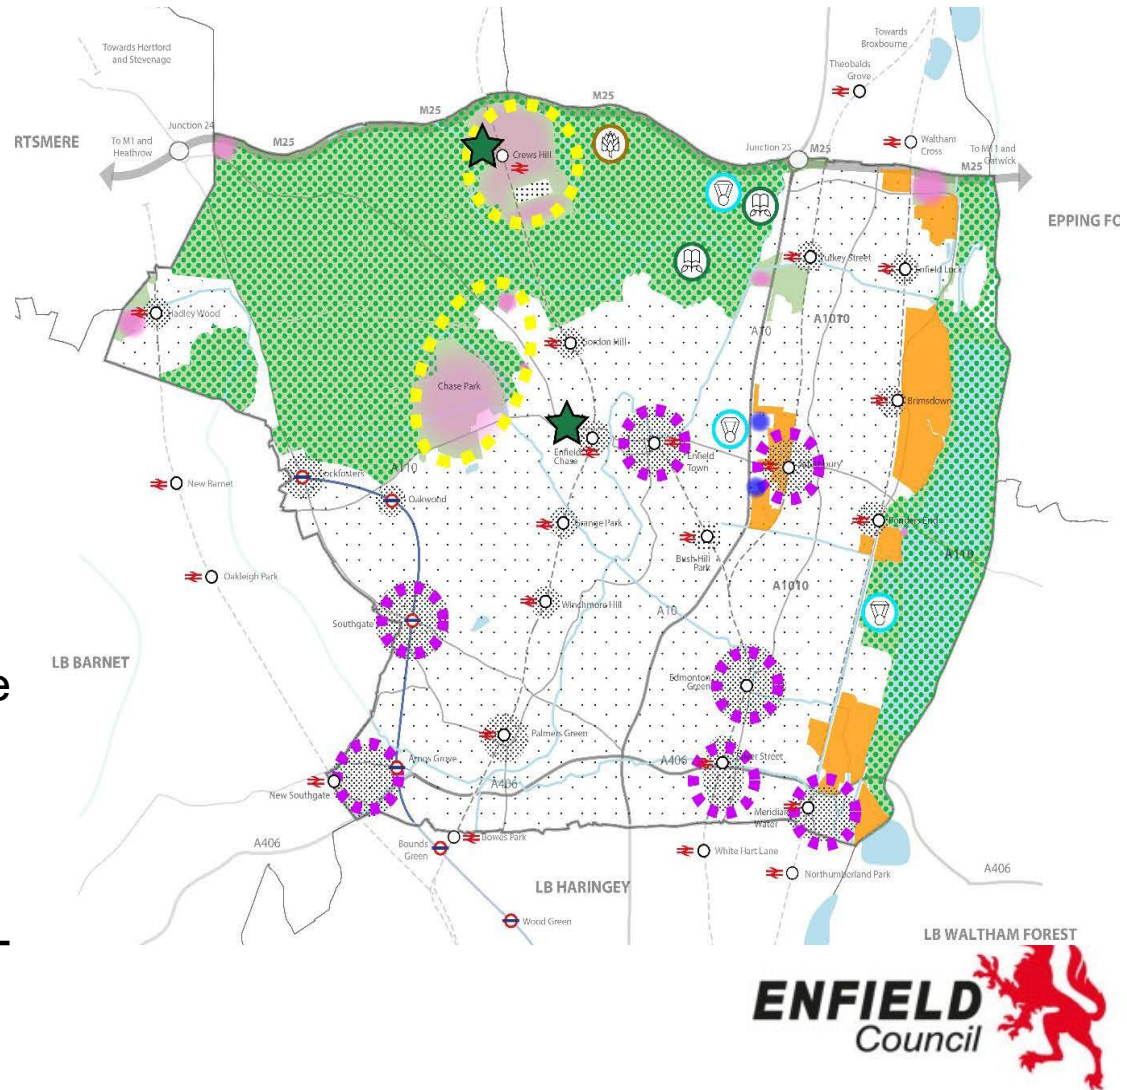 Towards Hertford
and Stevenage
Towards
Broxbourne
Theobalds
Grove
M25
M25
Junction 24
M25
RTSMERE
To M1 and
Heathrow
Crews Hill
Junction 25
M25
Waltham
Cross
To M11 and
Gatwick
M25
EPPING FO
Turkey Street
Enfield Lock
Hadley Wood
A10
A1010
Gordon Hill
Chase Park
Brimsdown
Enfield
Chase
Enfield
Town
A110
Cockfosters
New Barnet
Oakwood
Grange Park
Ponders End
Bush Hill
Park
A110
Oakleigh Park
A1010
Winchmore Hill
A10
Southgate
LB BARNET
e
Edmonton
Green
Palmers Green
Arnos Grove
A406
A406
New Southgate
Meridian
Water
A406
Bounds
Green
Bowes Park
White Hart Lane
Northumberland Park
A406
LB HARINGEY
Wood Green
LB WALTHAM FOREST
ENFIELD
Council